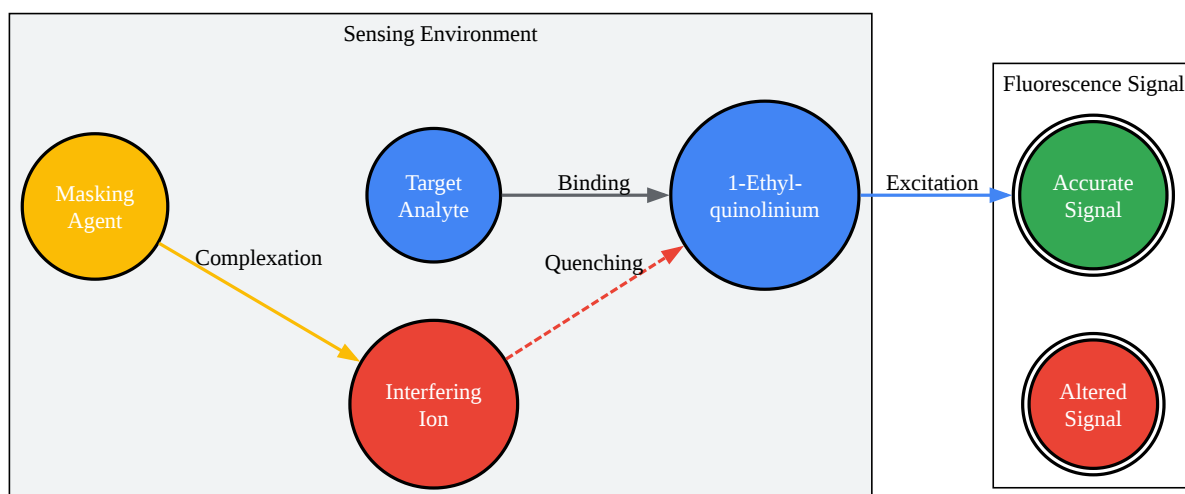 Sensing Environment
Fluorescence Signal
Masking
Agent
Target
Analyte
Binding
1-Ethyl-
quinolinium
Excitation
Accurate
Signal
Complexation
Quenching
Interfering
Ion
Altered
Signal